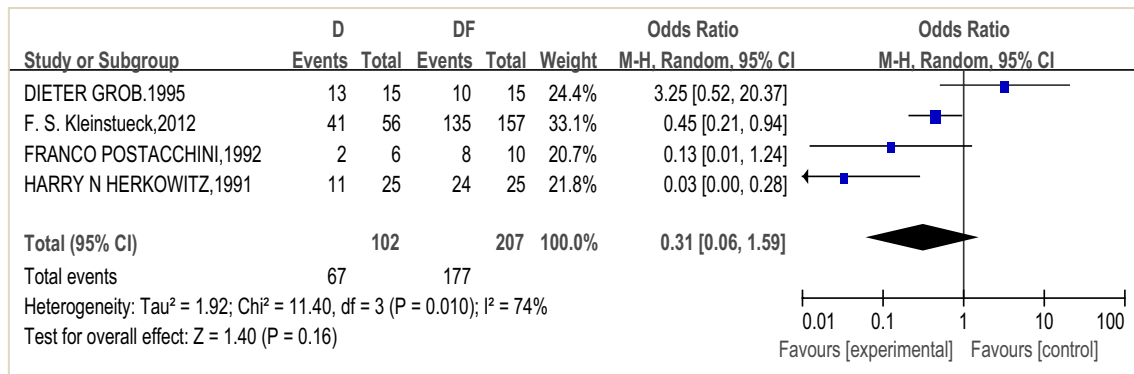 D DF Odds Ratio Odds Ratio
Study or Subgroup Events Total Events Total Weight M-H, Random, 95% CI M-H, Random, 95% CI
DIETER GROB.1995 13 15 10 15 24.4% 3.25 [0.52, 20.37]
F. S. Kleinstueck,2012 41 56 135 157 33.1% 0.45 [0.21, 0.94]
FRANCO POSTACCHINI,1992 2 6 8 10 20.7% 0.13 [0.01, 1.24]
HARRY N HERKOWITZ,1991 11 25 24 25 21.8% 0.03 [0.00, 0.28]
Total (95% CI) 102 207 100.0% 0.31 [0.06, 1.59]
Total events 67 177
Heterogeneity: Tau² = 1.92; Chi² = 11.40, df = 3 (P = 0.010); I² = 74%
Test for overall effect: Z = 1.40 (P = 0.16)
0.01 0.1 1 10 100
Favours [experimental] Favours [control]